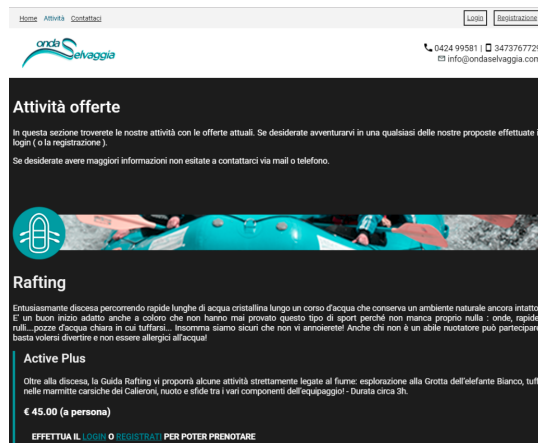 Home Attività Contattaci
Login Registrazione
onda Selvaggia
0424 99581 | 3473767729
info@ondaselvaggia.com
Attività offerte
In questa sezione troverete le nostre attività con le offerte attuali. Se desiderate avventurarvi in una qualsiasi delle nostre proposte effettuate
login ( o la registrazione ).
Se desiderate avere maggiori informazioni non esitate a contattarci via mail o telefono.
Rafting
Entusiasmante discesa percorrendo rapide lunghe di acqua cristallina lungo un corso d'acqua che conserva un ambiente naturale ancora intatto
E' un buon inizio adatto anche a coloro che non hanno mai provato questo tipo di sport perché non manca proprio nulla : onde, rapide
rulli....pozze d'acqua chiara in cui tuffarsi... Insomma siamo sicuri che non vi annoierete! Anche chi non è un abile nuotatore può partecipare
basta volersi divertire e non essere allergici all'acqua!
Active Plus
Oltre alla discesa, la Guida Rafting vi proporrà alcune attività strettamente legate al fiume: esplorazione alla Grotta dell'elefante Bianco, tuff
nelle marmitte carsiche dei Calieroni, nuoto e sfide tra i vari componenti dell'equipaggio! - Durata circa 3h.
€ 45.00 (a persona)
EFFETTUA IL LOGIN O REGISTRATI PER POTER PRENOTARE